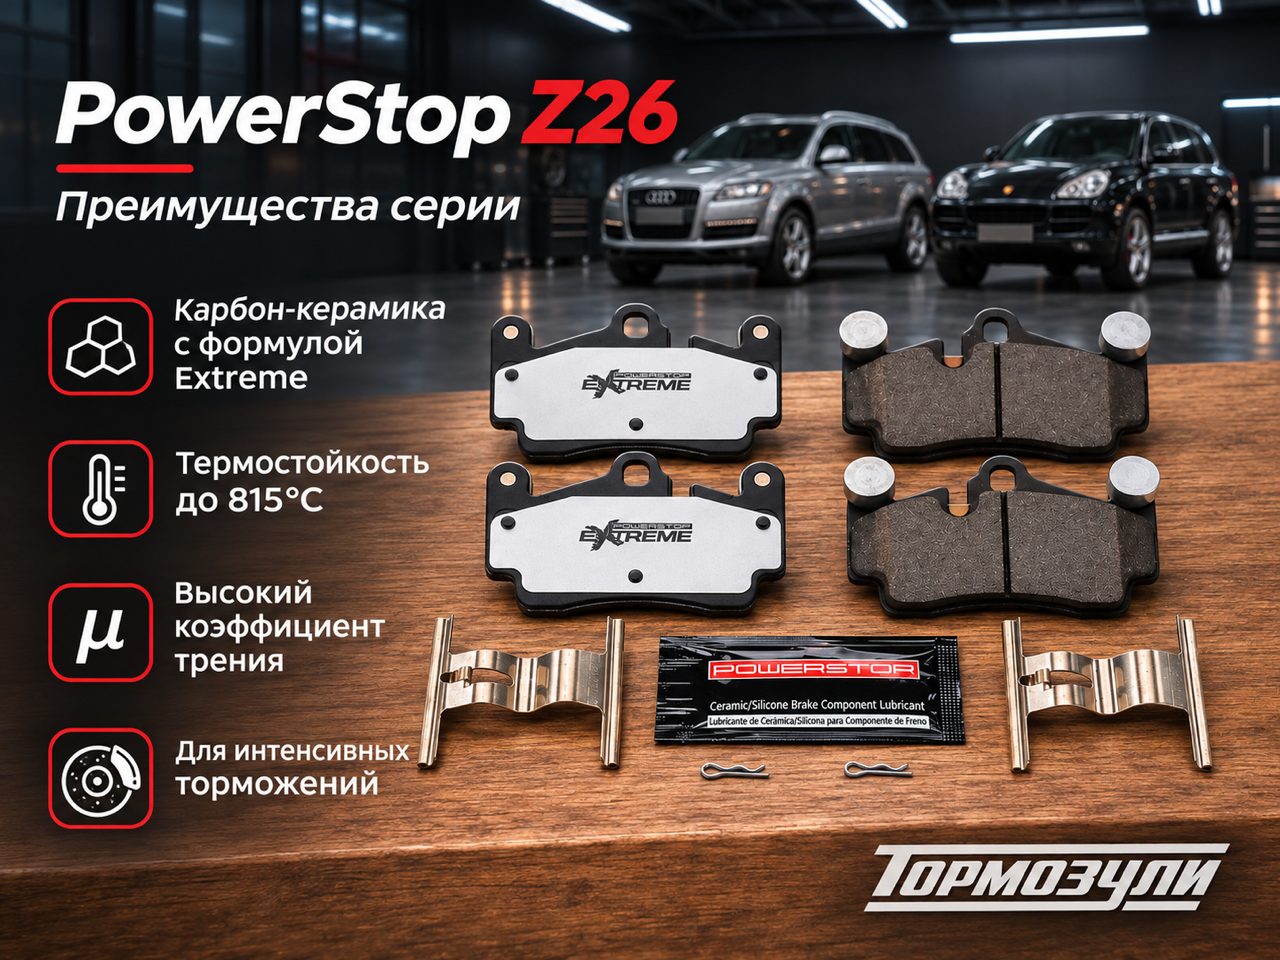 PowerStop Z26
Преимущества серии
Карбон-керамика
с формулой
Extreme
Термостойкость
до 815°C
μ
Высокий
коэффициент
трения
Для интенсивных
торможений
POWERSTOP
EXTREME
POWERSTOP
EXTREME
POWERSTOP
Ceramic/Silicone Brake Component Lubricant
Lubricante de Cerámica/Silicona para Componente de Freno
ТОРМОЗУЛИ